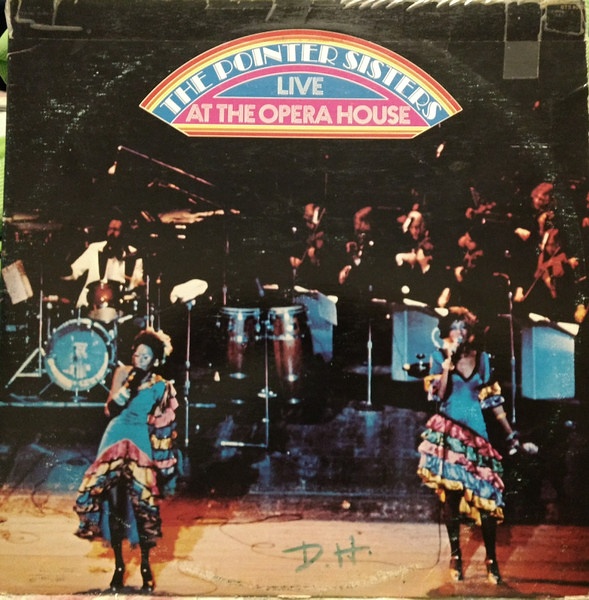 THE POINTER SISTERS
LIVE
AT THE OPERA HOUSE
D.H.